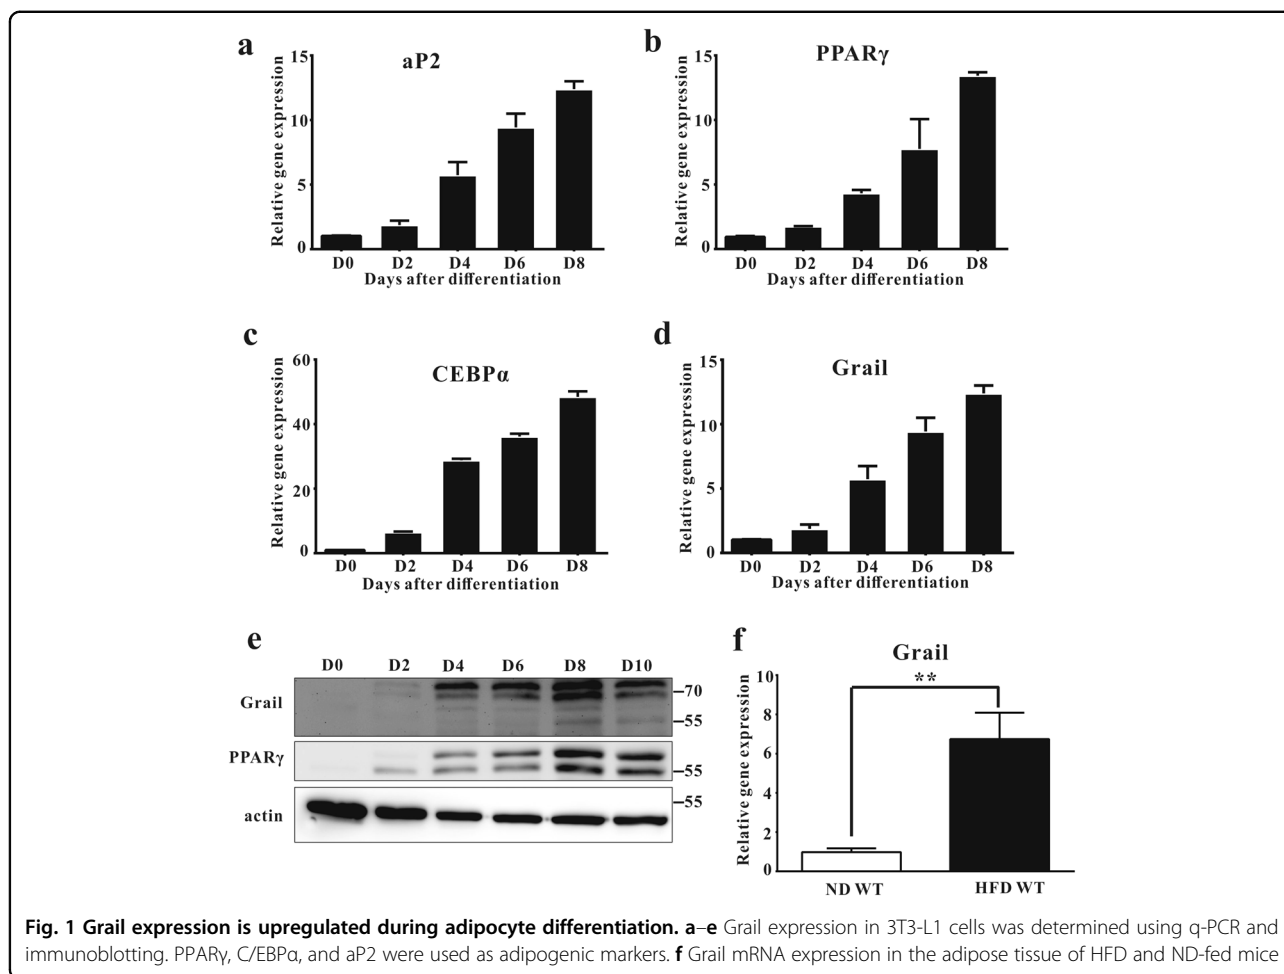 a
aP2
Relative gene expression
15
10
5
0
D0 D2 D4 D6 D8
Days after differentiation
b
PPARγ
Relative gene expression
15
10
5
0
D0 D2 D4 D6 D8
Days after differentiation
c
CEBPα
Relative gene expression
60
40
20
0
D0 D2 D4 D6 D8
Days after differentiation
d
Grail
Relative gene expression
15
10
5
0
D0 D2 D4 D6 D8
Days after differentiation
e
D0 D2 D4 D6 D8 D10
Grail
70
55
PPARγ
55
actin
55
f
Grail
Relative gene expression
10
8
6
4
2
0
**
ND WT HFD WT
Fig. 1 Grail expression is upregulated during adipocyte differentiation. a–e Grail expression in 3T3-L1 cells was determined using q-PCR and
immunoblotting. PPARγ, C/EBPα, and aP2 were used as adipogenic markers. f Grail mRNA expression in the adipose tissue of HFD and ND-fed mice